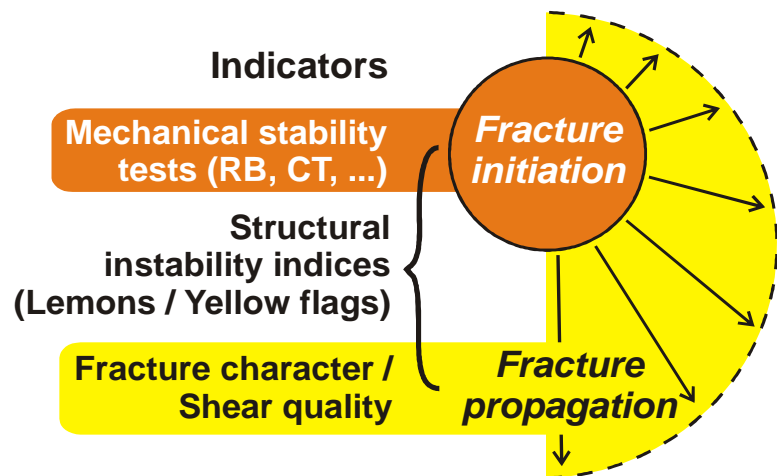 Indicators
Mechanical stability
tests (RB, CT, ...)
Fracture
initiation
Structural
instability indices
(Lemons / Yellow flags)
Fracture character /
Shear quality
Fracture
propagation